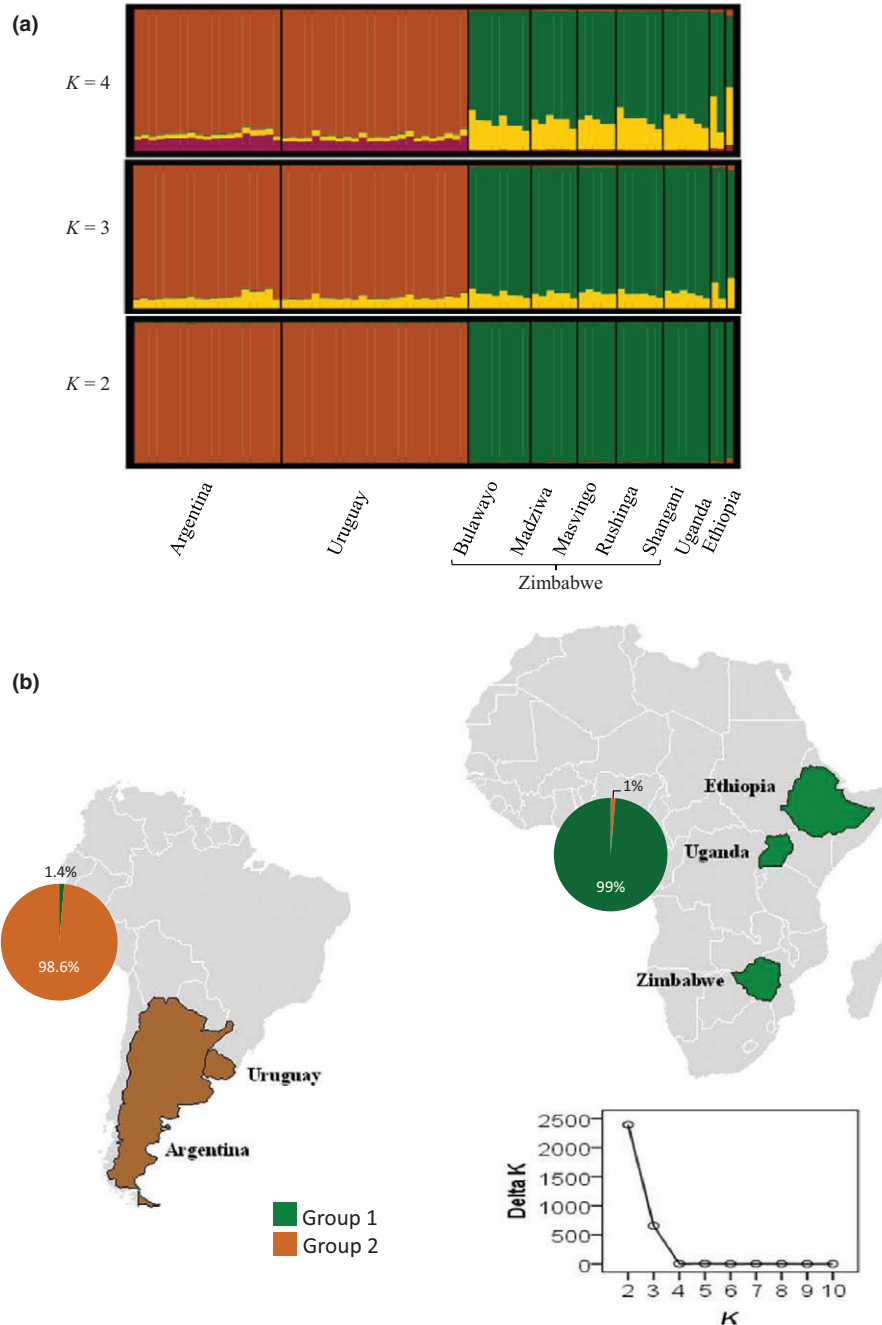 (a)
K = 4
K = 3
K = 2
Argentina
Uruguay
Bulawayo
Madziwa
Masvingo
Rushinga
Shangani
Uganda
Ethiopia
Zimbabwe
(b)
1%
Ethiopia
Uganda
99%
1.4%
98.6%
Zimbabwe
Uruguay
Argentina
Group 1
Group 2
Delta K
2500
2000
1500
1000
500
0
2 3 4 5 6 7 8 9 10
K